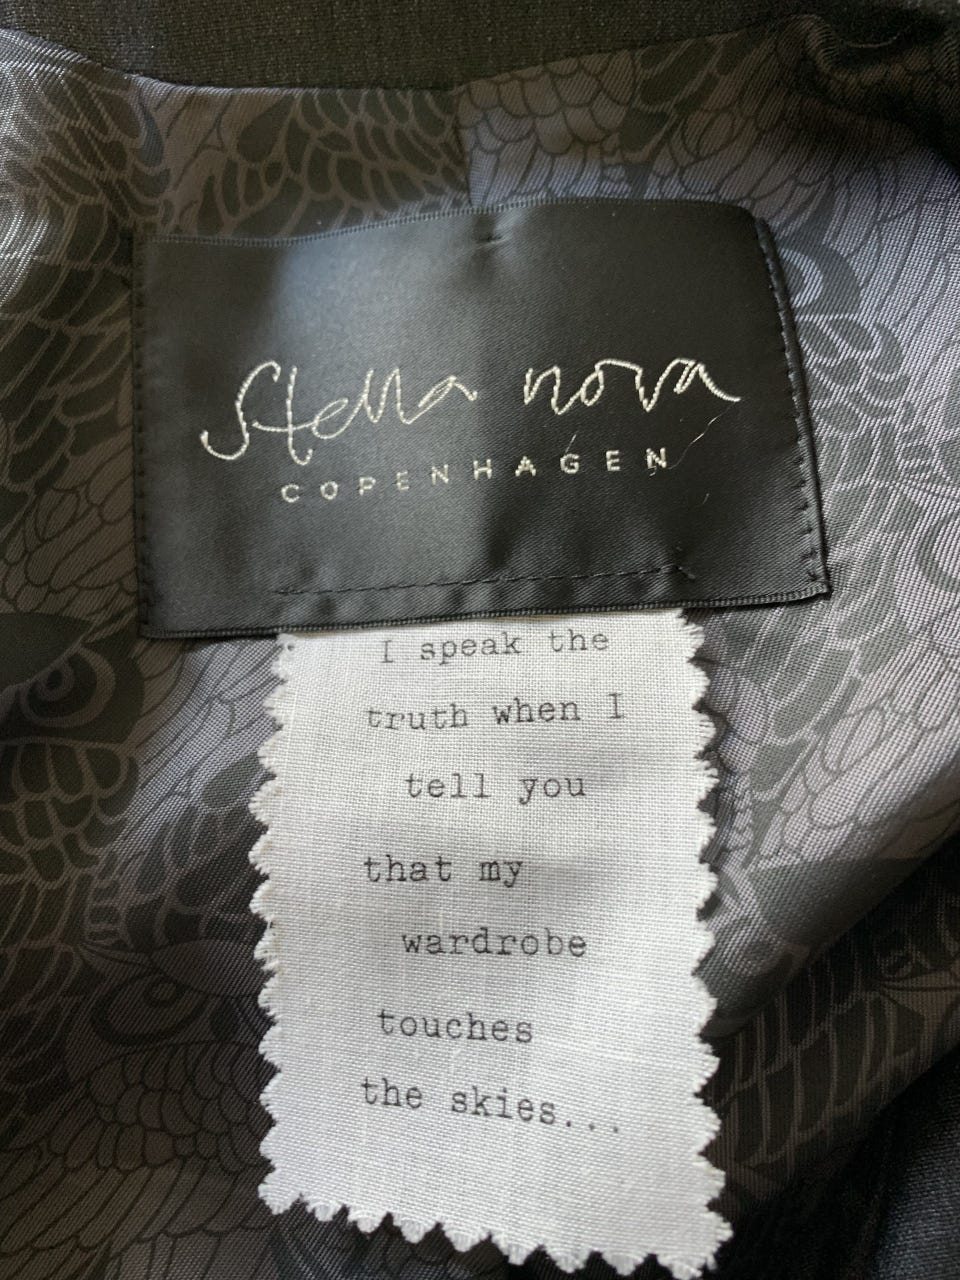 Stella nova
COPENHAGEN
I speak the
truth when I
tell you
that my
wardrobe
touches
the skies...